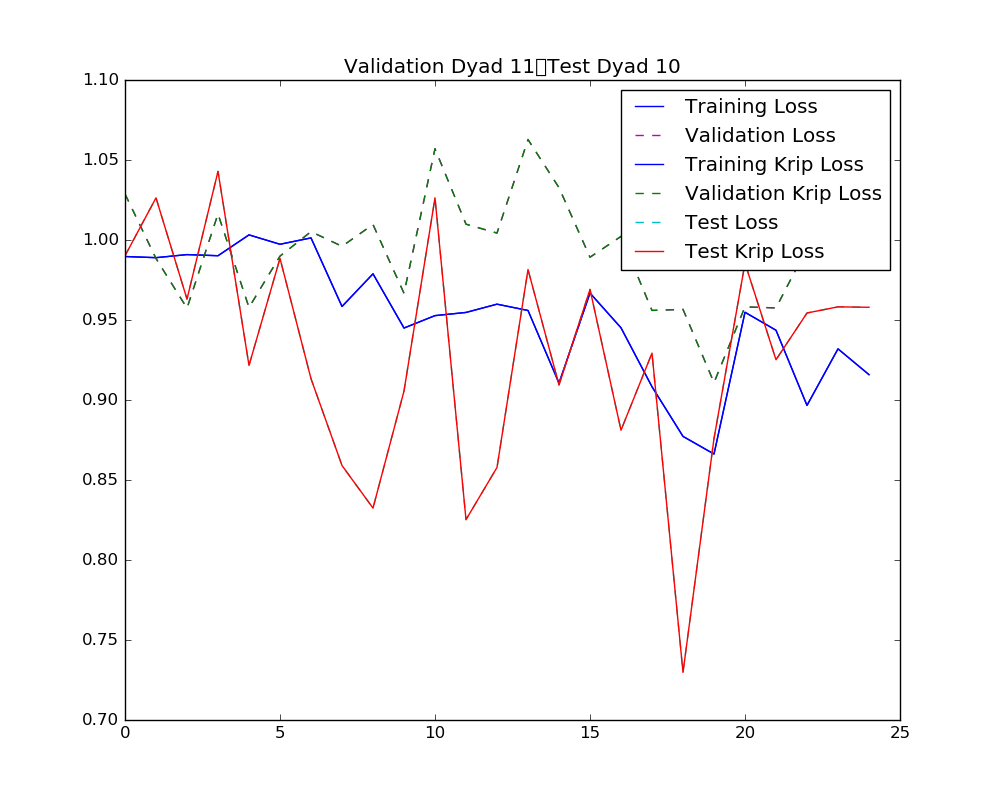 Validation Dyad 11▯Test Dyad 10
1.10
1.05
1.00
0.95
0.90
0.85
0.80
0.75
0.70
0 5 10 15 20 25
Training Loss
Validation Loss
Training Krip Loss
Validation Krip Loss
Test Loss
Test Krip Loss